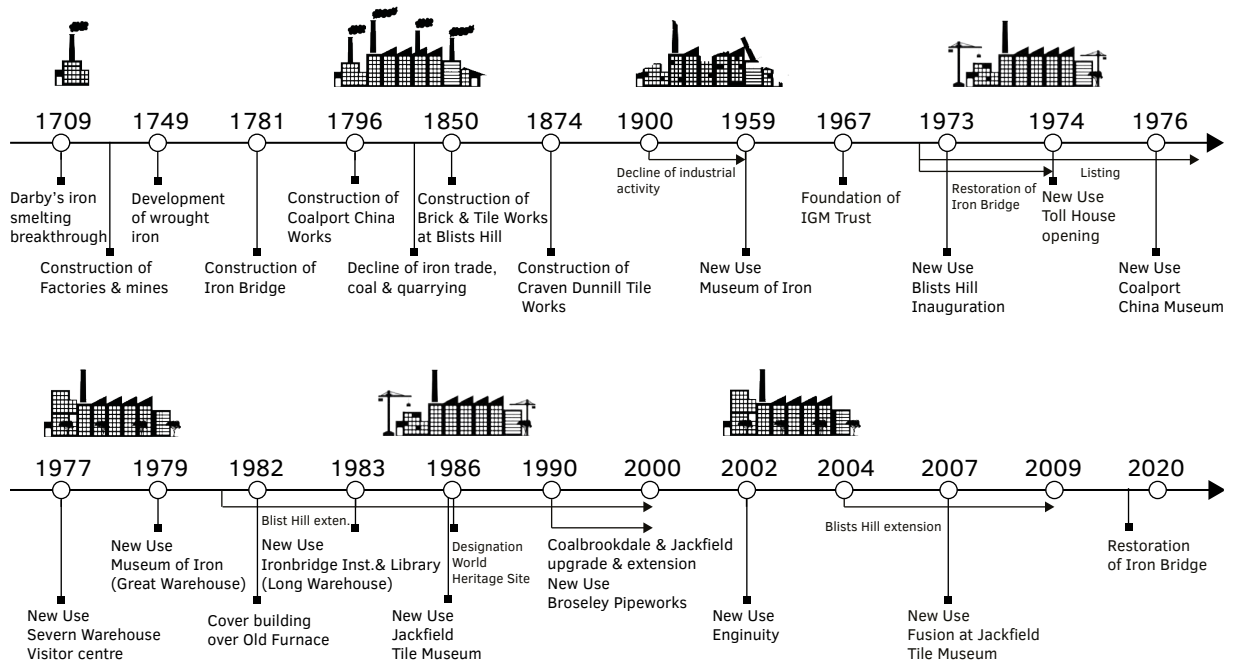 1709 1749 1781 1796 1850 1874 1900 1959 1967 1973 1974 1976
Darby's iron
smelting
breakthrough
Construction of
Factories & mines
Development
of wrought
iron
Construction of
Iron Bridge
Construction of
Coalport China
Works
Decline of iron trade,
coal & quarrying
Construction of
Brick & Tile Works
at Blists Hill
Construction of
Craven Dunnill Tile
Works
Decline of industrial
activity
New Use
Museum of Iron
Foundation of
IGM Trust
New Use
Blists Hill
Inauguration
Restoration of
Iron Bridge
New Use
Toll House
opening
Listing
New Use
Coalport
China Museum
1977 1979 1982 1983 1986 1990 2000 2002 2004 2007 2009 2020
New Use
Severn Warehouse
Visitor centre
New Use
Museum of Iron
(Great Warehouse)
Cover building
over Old Furnace
Blist Hill exten.
New Use
Ironbridge Inst.& Library
(Long Warehouse)
New Use
Jackfield
Tile Museum
Designation
World
Heritage Site
Coalbrookdale & Jackfield
upgrade & extension
New Use
Broseley Pipeworks
New Use
Enginuity
Blists Hill extension
New Use
Fusion at Jackfield
Tile Museum
Restoration
of Iron Bridge